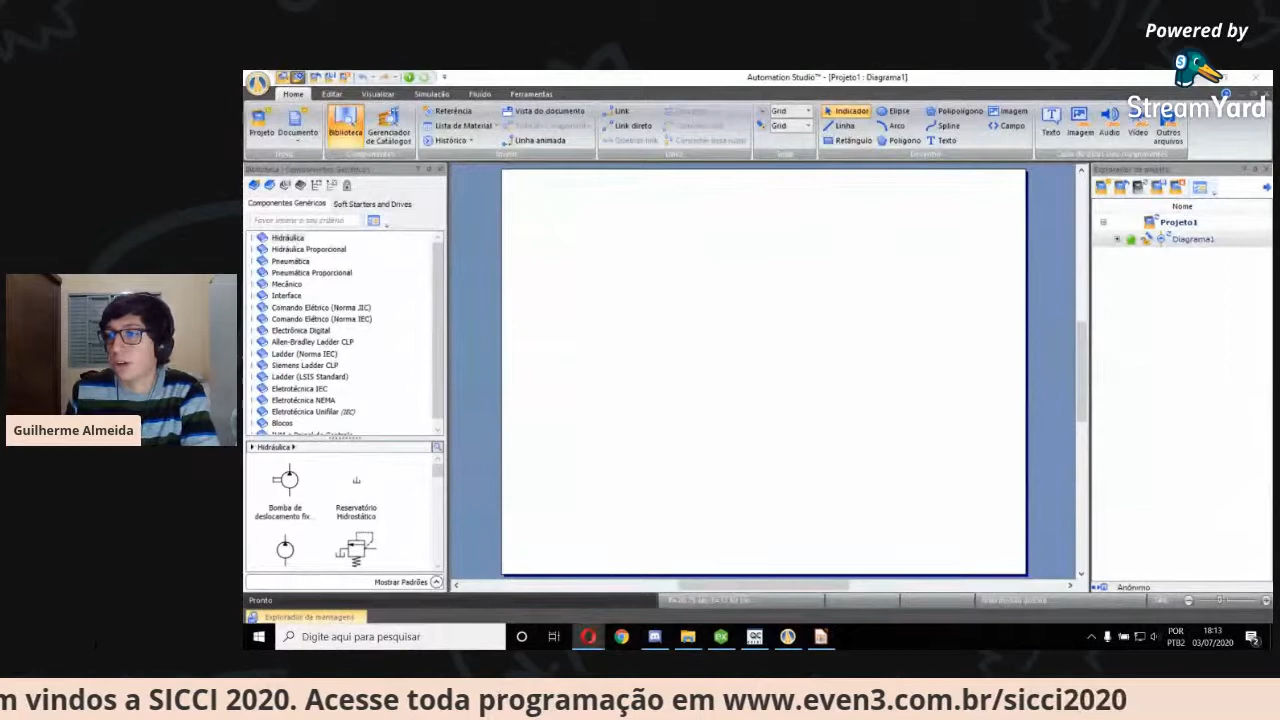 Powered by
StreamYard
Automation Studio™ - [Projeto1 : Diagrama1]
Home Editar Visualizar Simulação Fluido Ferramentas
Projeto Documento Biblioteca Gerenciador de Catálogos
Referência
Lista de Material
Histórico
Vista do documento
Linha animada
Link
Link direto
Grid
Grid
Indicador Elipse Polipolígono Imagem
Linha Arco Spline Campo
Retângulo Polígono Texto
Texto Imagem Áudio Vídeo Outros arquivos
Componentes Genéricos Soft Starters and Drives
Favor insere o seu critério
Hidráulica
Hidráulica Proporcional
Pneumática
Pneumática Proporcional
Mecânico
Interface
Comando Elétrico (Norma JIC)
Comando Elétrico (Norma IEC)
Electrônica Digital
Allen-Bradley Ladder CLP
Ladder (Norma IEC)
Siemens Ladder CLP
Ladder (LSIS Standard)
Eletrotécnica IEC
Eletrotécnica NEMA
Eletrotécnica Unifilar (IEC)
Blocos
Hidráulica
Bomba de deslocamento fix...
Reservatório Hidrostático
Mostrar Padrões
Pronto
Explorador da mensagens
Nome
Projeto1
Diagrama1
Anônimo
Guilherme Almeida
Digite aqui para pesquisar
POR
PTB2
18:13
03/07/2020
m vindos a SICCI 2020. Acesse toda programação em www.even3.com.br/sicci2020